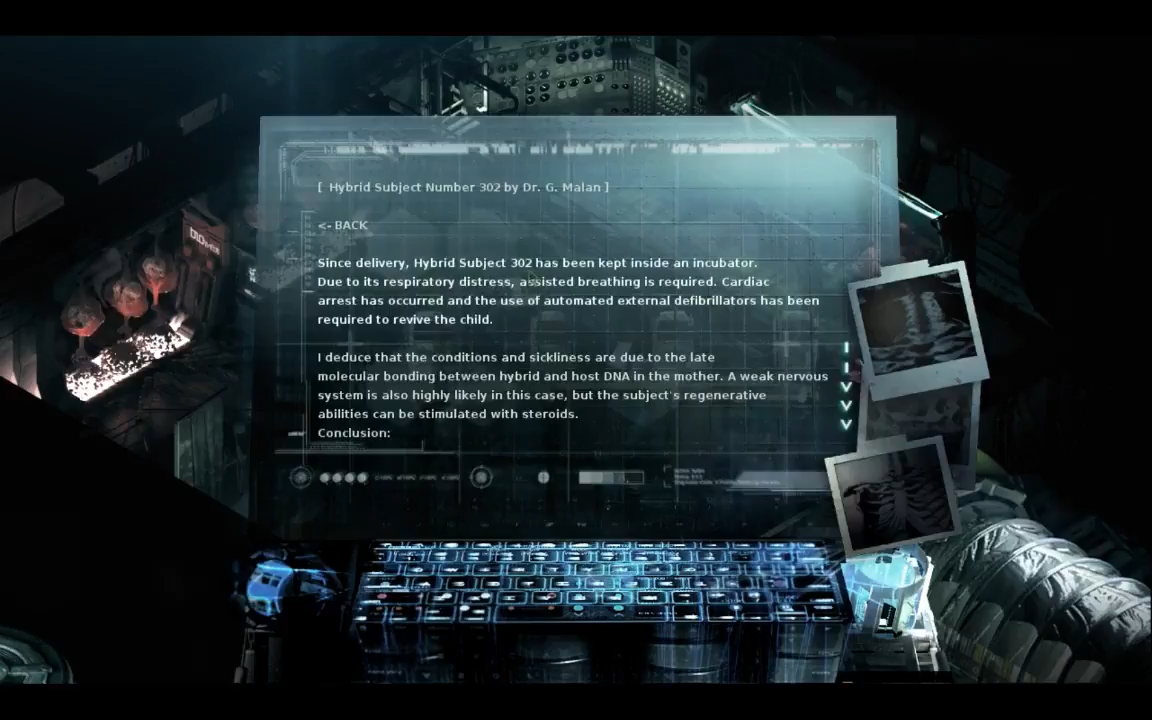 [ Hybrid Subject Number 302 by Dr. G. Malan ]
<- BACK
Since delivery, Hybrid Subject 302 has been kept inside an incubator.
Due to its respiratory distress, assisted breathing is required. Cardiac
arrest has occurred and the use of automated external defibrillators has been
required to revive the child.
I deduce that the conditions and sickliness are due to the late
molecular bonding between hybrid and host DNA in the mother. A weak nervous
system is also highly likely in this case, but the subject's regenerative
abilities can be stimulated with steroids.
Conclusion: